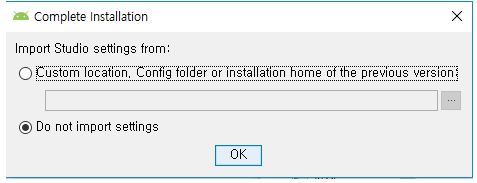 Complete Installation
Import Studio settings from:
Custom location, Config folder or installation home of the previous version:
...
Do not import settings
OK